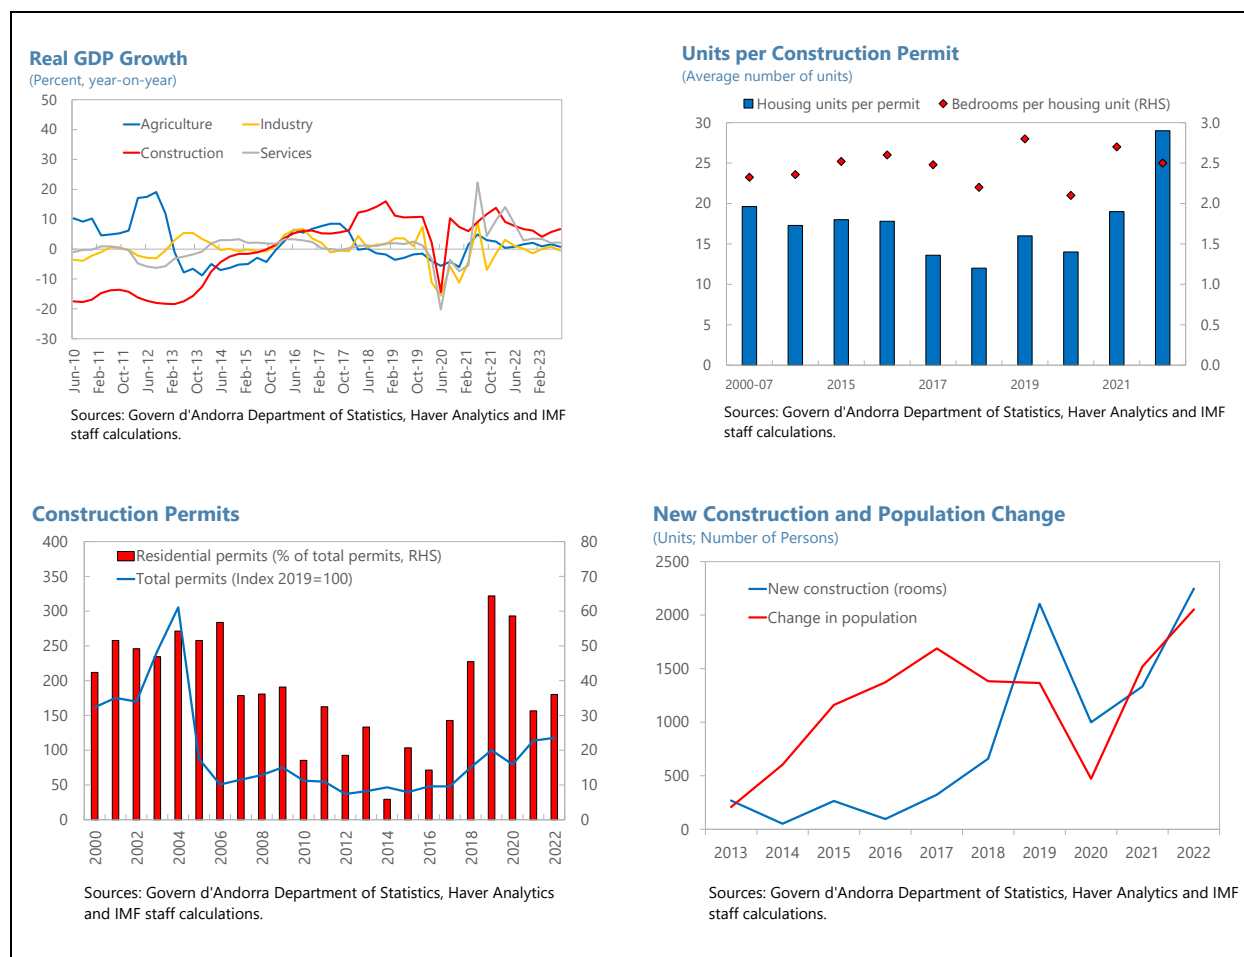 Real GDP Growth
(Percent, year-on-year)
50
40
30
20
10
0
-10
-20
-30
Agriculture
Industry
Construction
Services
Jun-10
Feb-11
Oct-11
Jun-12
Feb-13
Oct-13
Jun-14
Feb-15
Oct-15
Jun-16
Feb-17
Oct-17
Jun-18
Feb-19
Oct-19
Jun-20
Feb-21
Oct-21
Jun-22
Feb-23
Sources: Govern d'Andorra Department of Statistics, Haver Analytics and IMF
staff calculations.
Units per Construction Permit
(Average number of units)
Housing units per permit
Bedrooms per housing unit (RHS)
30
25
20
15
10
5
0
3.0
2.5
2.0
1.5
1.0
0.5
0.0
2000-07
2015
2017
2019
2021
Sources: Govern d'Andorra Department of Statistics, Haver Analytics and IMF
staff calculations.
Construction Permits
400
350
300
250
200
150
100
50
0
Residential permits (% of total permits, RHS)
Total permits (Index 2019=100)
80
70
60
50
40
30
20
10
0
2000
2002
2004
2006
2008
2010
2012
2014
2016
2018
2020
2022
Sources: Govern d'Andorra Department of Statistics, Haver Analytics
and IMF staff calculations.
New Construction and Population Change
(Units; Number of Persons)
2500
2000
1500
1000
500
0
New construction (rooms)
Change in population
2013
2014
2015
2016
2017
2018
2019
2020
2021
2022
Sources: Govern d'Andorra Department of Statistics, Haver Analytics and IMF
staff calculations.